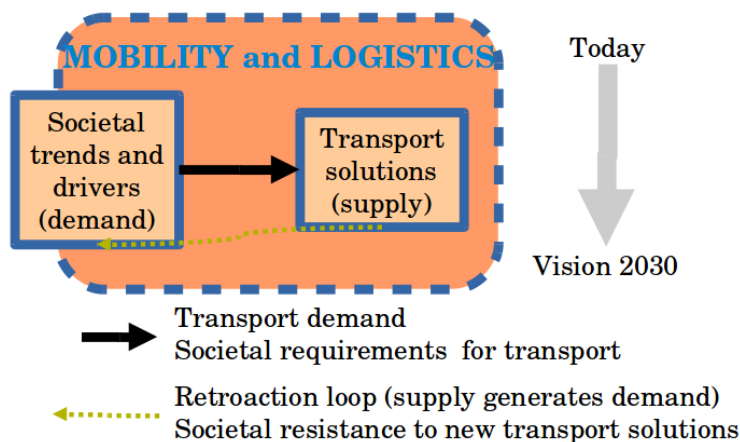 MOBILITY and LOGISTICS
Today
Societal
trends and
drivers
(demand)
Transport
solutions
(supply)
Vision 2030
Transport demand
Societal requirements for transport
Retroaction loop (supply generates demand)
Societal resistance to new transport solutions